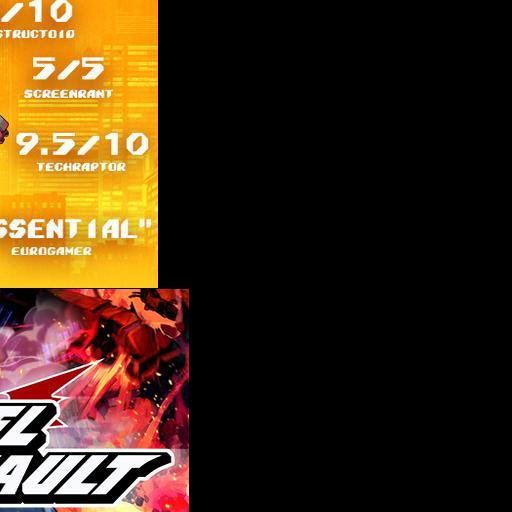 /10
STRUCTOID
5/5
SCREENRANT
9.5/10
TECHRAPTOR
SSENTIAL"
EUROGAMER
EL
AULT